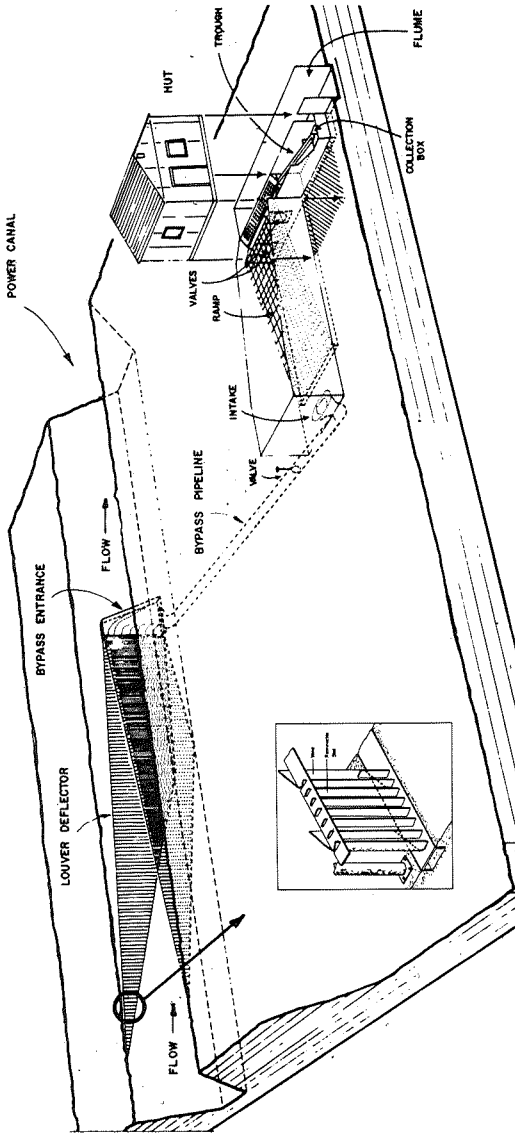 POWER CANAL
HUT
TROUGH
FLUME
COLLECTION
BOX
VALVES
RAMP
INTAKE
VALVE
BYPASS PIPELINE
BYPASS ENTRANCE
FLOW
LOUVER DEFLECTOR
FLOW